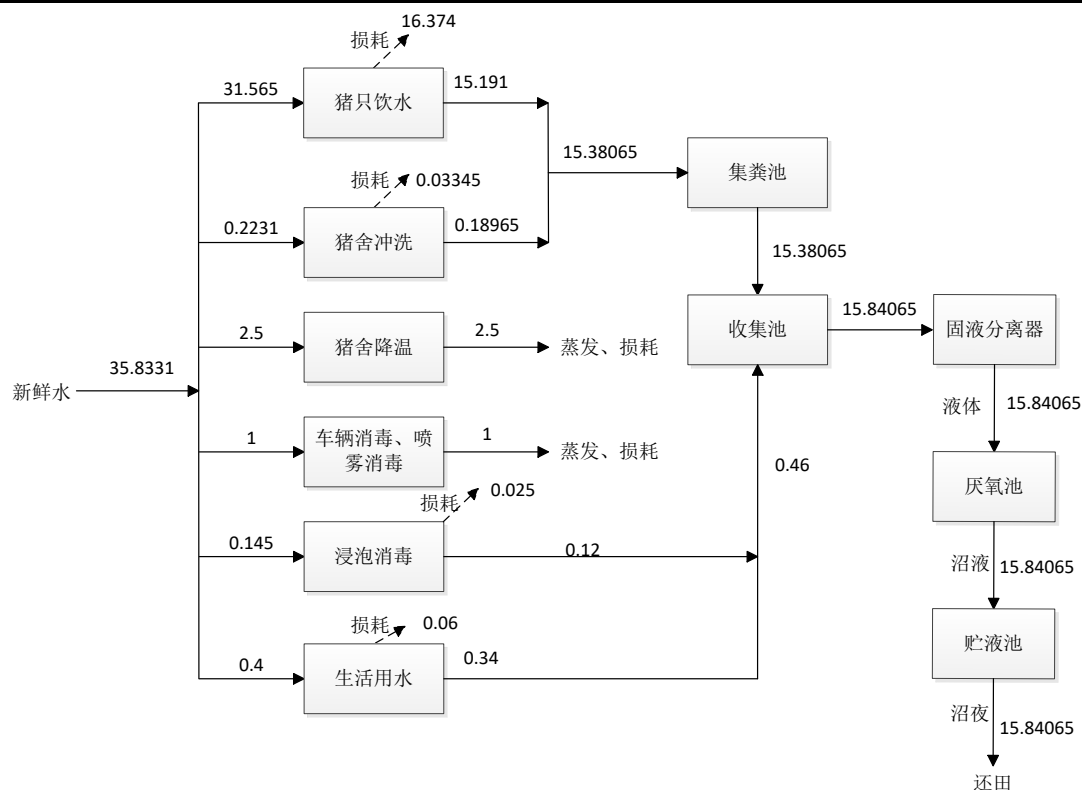 16.374
损耗
31.565
猪只饮水
15.191
15.38065
集粪池
损耗
0.03345
0.2231
猪舍冲洗
0.18965
15.38065
2.5
猪舍降温
2.5
蒸发、损耗
收集池
15.84065
固液分离器
新鲜水
35.8331
液体
15.84065
1
车辆消毒、喷
雾消毒
1
蒸发、损耗
0.46
损耗
0.025
厌氧池
0.145
浸泡消毒
0.12
沼液
15.84065
损耗
0.06
0.4
生活用水
0.34
贮液池
沼夜
15.84065
还田